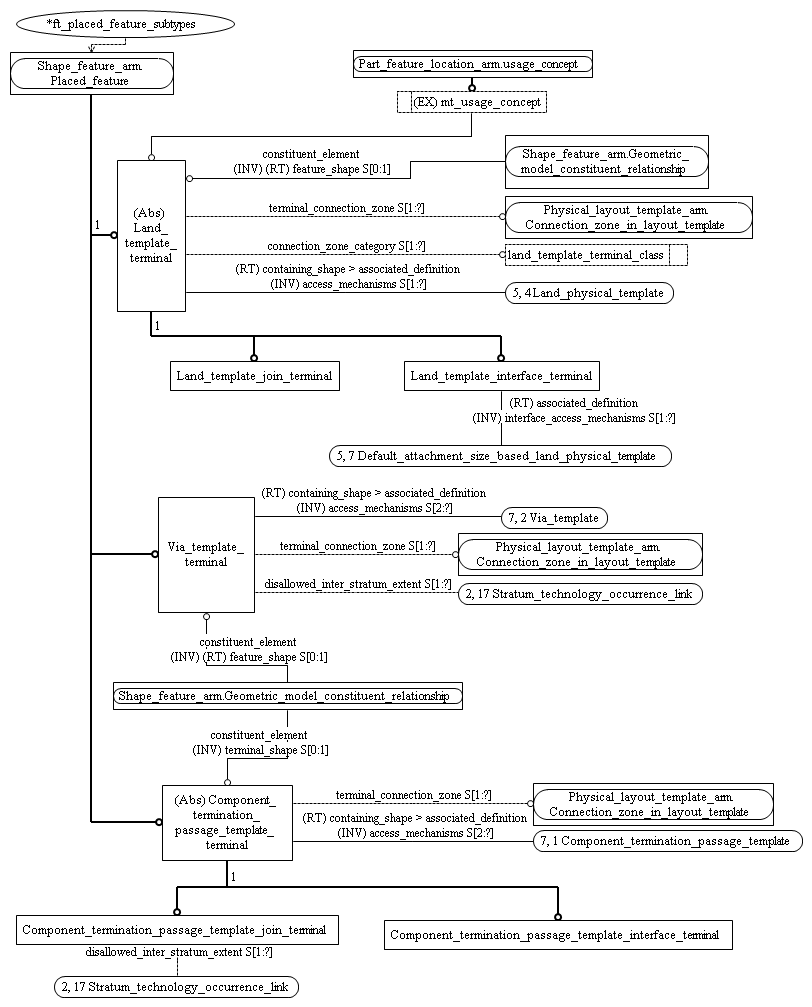 *ft_placed_feature_subtypes
Shape_feature_arm.
Placed_feature
Part_feature_location_arm.usage_concept
(EX) mt_usage_concept
constituent_element
(INV) (RT) feature_shape S[0:1]
Shape_feature_arm.Geometric_
model_constituent_relationship
1
(Abs)
Land_
template_
terminal
terminal_connection_zone S[1:?]
Physical_layout_template_arm.
Connection_zone_in_layout_template
connection_zone_category S[1:?]
land_template_terminal_class
(RT) containing_shape > associated_definition
(INV) access_mechanisms S[1:?]
5, 4 Land_physical_template
1
Land_template_join_terminal
Land_template_interface_terminal
(RT) associated_definition
(INV) interface_access_mechanisms S[1:?]
5, 7 Default_attachment_size_based_land_physical_template
Via_template_
terminal
(RT) containing_shape > associated_definition
(INV) access_mechanisms S[2:?]
7, 2 Via_template
terminal_connection_zone S[1:?]
Physical_layout_template_arm.
Connection_zone_in_layout_template
disallowed_inter_stratum_extent S[1:?]
2, 17 Stratum_technology_occurrence_link
constituent_element
(INV) (RT) feature_shape S[0:1]
Shape_feature_arm.Geometric_model_constituent_relationship
constituent_element
(INV) terminal_shape S[0:1]
(Abs) Component_
termination_
passage_template_
terminal
terminal_connection_zone S[1:?]
Physical_layout_template_arm.
Connection_zone_in_layout_template
(RT) containing_shape > associated_definition
(INV) access_mechanisms S[2:?]
7, 1 Component_termination_passage_template
1
Component_termination_passage_template_join_terminal
Component_termination_passage_template_interface_terminal
disallowed_inter_stratum_extent S[1:?]
2, 17 Stratum_technology_occurrence_link